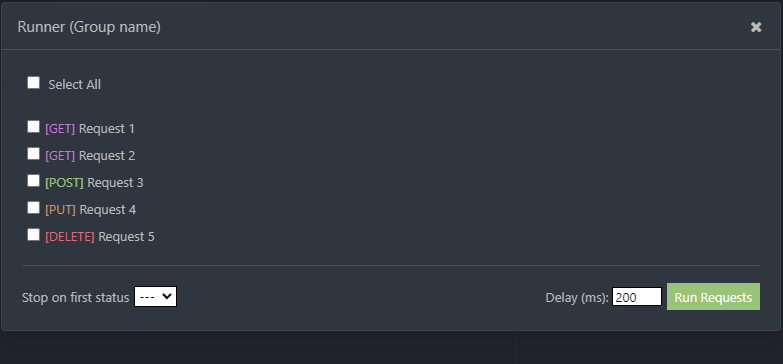 Runner (Group name) ✖
Select All
[GET] Request 1
[GET] Request 2
[POST] Request 3
[PUT] Request 4
[DELETE] Request 5
Stop on first status --- Delay (ms): 200 Run Requests